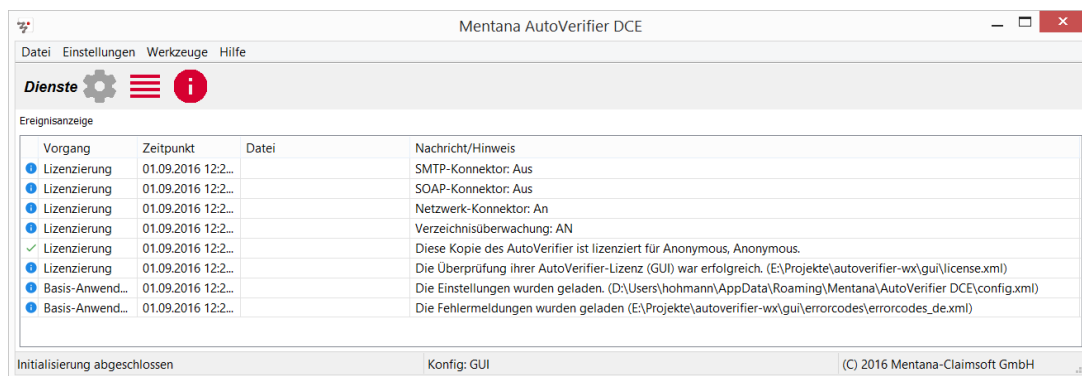 Mentana AutoVerifier DCE
Datei Einstellungen Werkzeuge Hilfe
Dienste
Ereignisanzeige
Vorgang Zeitpunkt Datei Nachricht/Hinweis
Lizenzierung 01.09.2016 12:2... SMTP-Konnektor: Aus
Lizenzierung 01.09.2016 12:2... SOAP-Konnektor: Aus
Lizenzierung 01.09.2016 12:2... Netzwerk-Konnektor: An
Lizenzierung 01.09.2016 12:2... Verzeichnisüberwachung: AN
Lizenzierung 01.09.2016 12:2... Diese Kopie des AutoVerifier ist lizenziert für Anonymous, Anonymous.
Lizenzierung 01.09.2016 12:2... Die Überprüfung ihrer AutoVerifier-Lizenz (GUI) war erfolgreich. (E:\Projekte\autoverifier-wx\gui\license.xml)
Basis-Anwend... 01.09.2016 12:2... Die Einstellungen wurden geladen. (D:\Users\hohmann\AppData\Roaming\Mentana\AutoVerifier DCE\config.xml)
Basis-Anwend... 01.09.2016 12:2... Die Fehlermeldungen wurden geladen (E:\Projekte\autoverifier-wx\gui\errorcodes\errorcodes_de.xml)
Initialisierung abgeschlossen Konfig: GUI (C) 2016 Mentana-Claimsoft GmbH